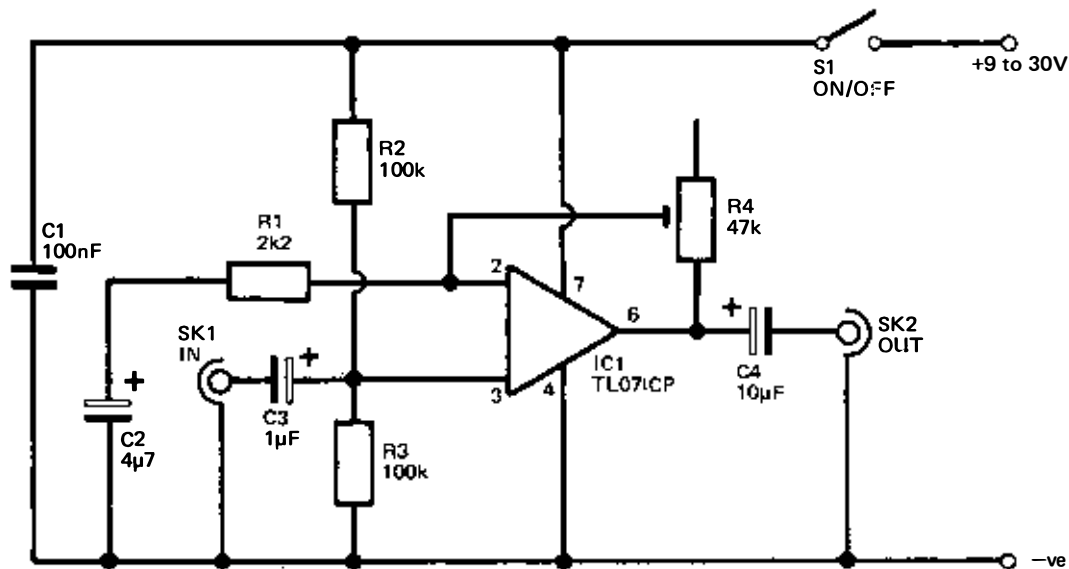 +9 to 30V
S1
ON/OFF
R2
100k
R4
47k
C1
100nF
R1
2k2
2
7
6
SK1
IN
SK2
OUT
+
+
+
3
4
IC1
TL071CP
C4
10µF
C3
1µF
C2
4µ7
R3
100k
−ve